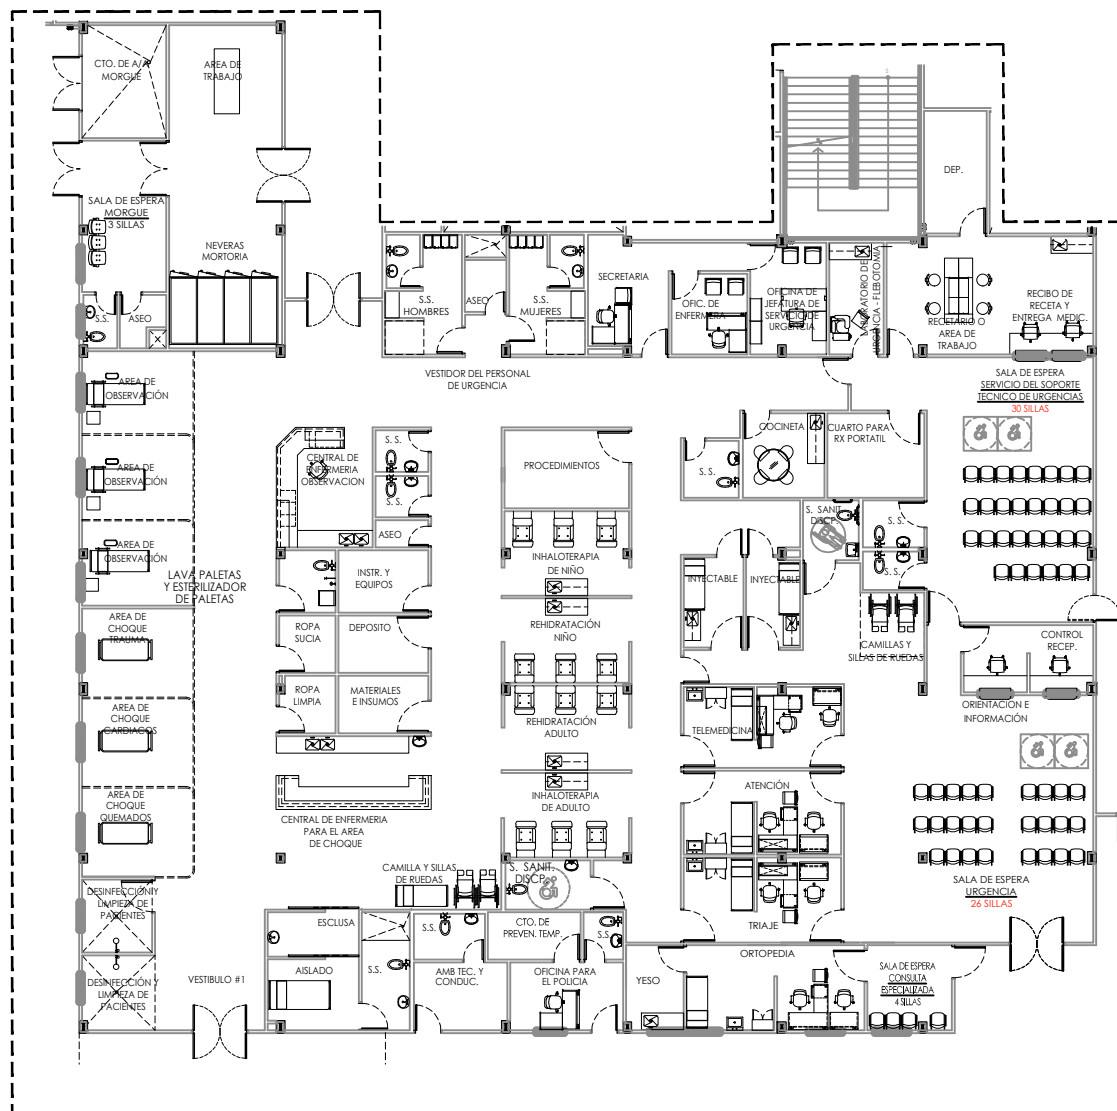 CTO. DE A/A
MORGUE
AREA DE
TRABAJO
DEP.
SALA DE ESPERA
MORGUE
3 SILLAS
NEVERAS
MORTORIA
S.S.
ASEO
S.S.
HOMBRES
ASEO
S.S.
MUJERES
SECRETARIA
OFIC. DE
ENFERMERA
OFICINA DE
JEFATURA DE
SERVICIO DE
URGENCIA
LABORATORIO DE
URGENCIA - FLEBOTOMIA
RECETARIO O
AREA DE
TRABAJO
RECIBO DE
RECETA Y
ENTREGA MEDIC.
VESTIDOR DEL PERSONAL
DE URGENCIA
SALA DE ESPERA
SERVICIO DEL SOPORTE
TECNICO DE URGENCIAS
30 SILLAS
AREA DE
OBSERVACIÓN
AREA DE
OBSERVACIÓN
AREA DE
OBSERVACIÓN
CENTRAL DE
ENFERMERIA
OBSERVACION
S. S.
S. S.
ASEO
PROCEDIMIENTOS
COCINETA
CUARTO PARA
RX PORTATIL
S. S.
S. SANIT.
DISCP.
S. S.
S. S.
INHALOTERAPIA
DE NIÑO
INYECTABLE
INYECTABLE
LAVA PALETAS
Y ESTERILIZADOR
DE PALETAS
INSTR. Y
EQUIPOS
AREA DE
CHOQUE
TRAUMA
ROPA
SUCIA
DEPOSITO
REHIDRATACIÓN
NIÑO
CAMILLAS Y
SILLAS DE RUEDAS
CONTROL
RECEP.
ROPA
LIMPIA
MATERIALES
E INSUMOS
ORIENTACION E
INFORMACIÓN
AREA DE
CHOQUE
CARDIACOS
REHIDRATACIÓN
ADULTO
TELEMEDICINA
AREA DE
CHOQUE
QUEMADOS
CENTRAL DE ENFERMERIA
PARA EL AREA
DE CHOQUE
INHALOTERAPIA
DE ADULTO
ATENCIÓN
CAMILLA Y SILLAS
DE RUEDAS
S. SANIT.
DISCP.
SALA DE ESPERA
URGENCIA
26 SILLAS
DESINFECCION Y
LIMPIEZA DE
PACIENTES
ESCLUSA
S.S.
CTO. DE
PREVEN. TEMP.
S.S.
TRIAJE
ORTOPEDIA
DESINFECCION Y
LIMPIEZA DE
PACIENTES
VESTIBULO #1
AISLADO
S.S.
AMB TEC. Y
CONDUC.
OFICINA PARA
EL POLICIA
YESO
SALA DE ESPERA
CONSULTA
ESPECIALIZADA
4 SILLAS